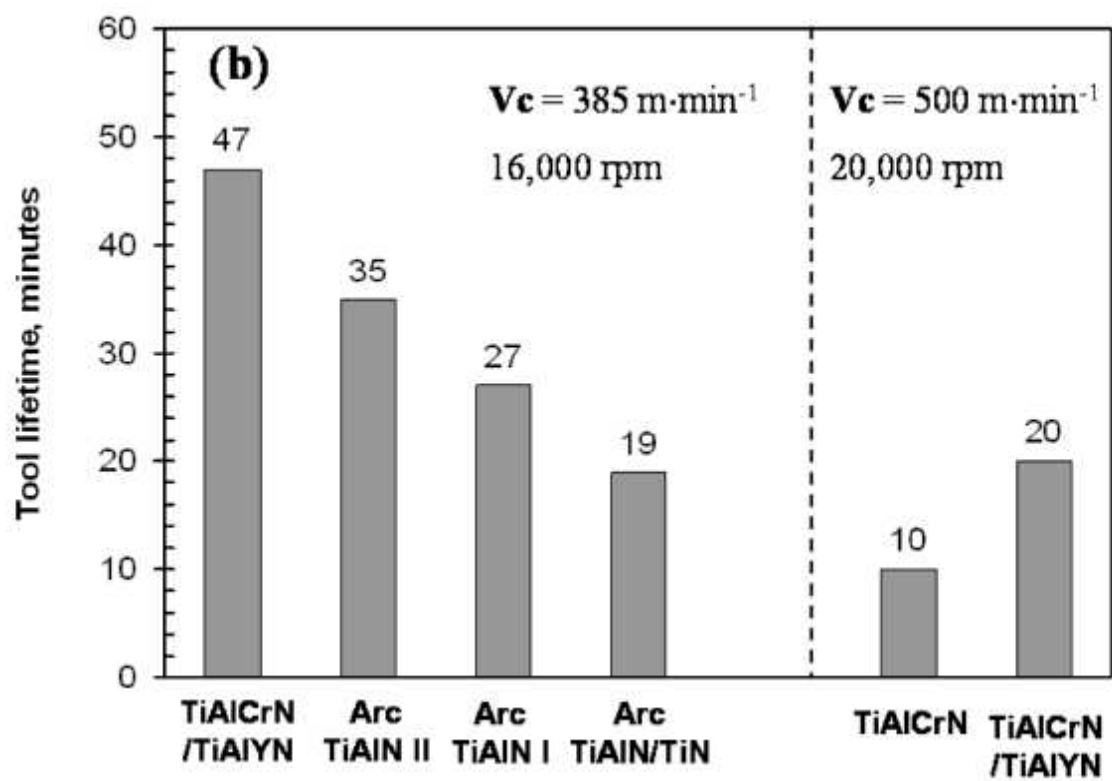 60
(b)
Vc = 385 m·min-1
Vc = 500 m·min-1
50
47
16,000 rpm
20,000 rpm
Tool lifetime, minutes
40
35
30
27
20
19
20
10
10
0
TiAlCrN
/TiAlYN
Arc
TiAlN II
Arc
TiAlN I
Arc
TiAlN/TiN
TiAlCrN
TiAlCrN
/TiAlYN